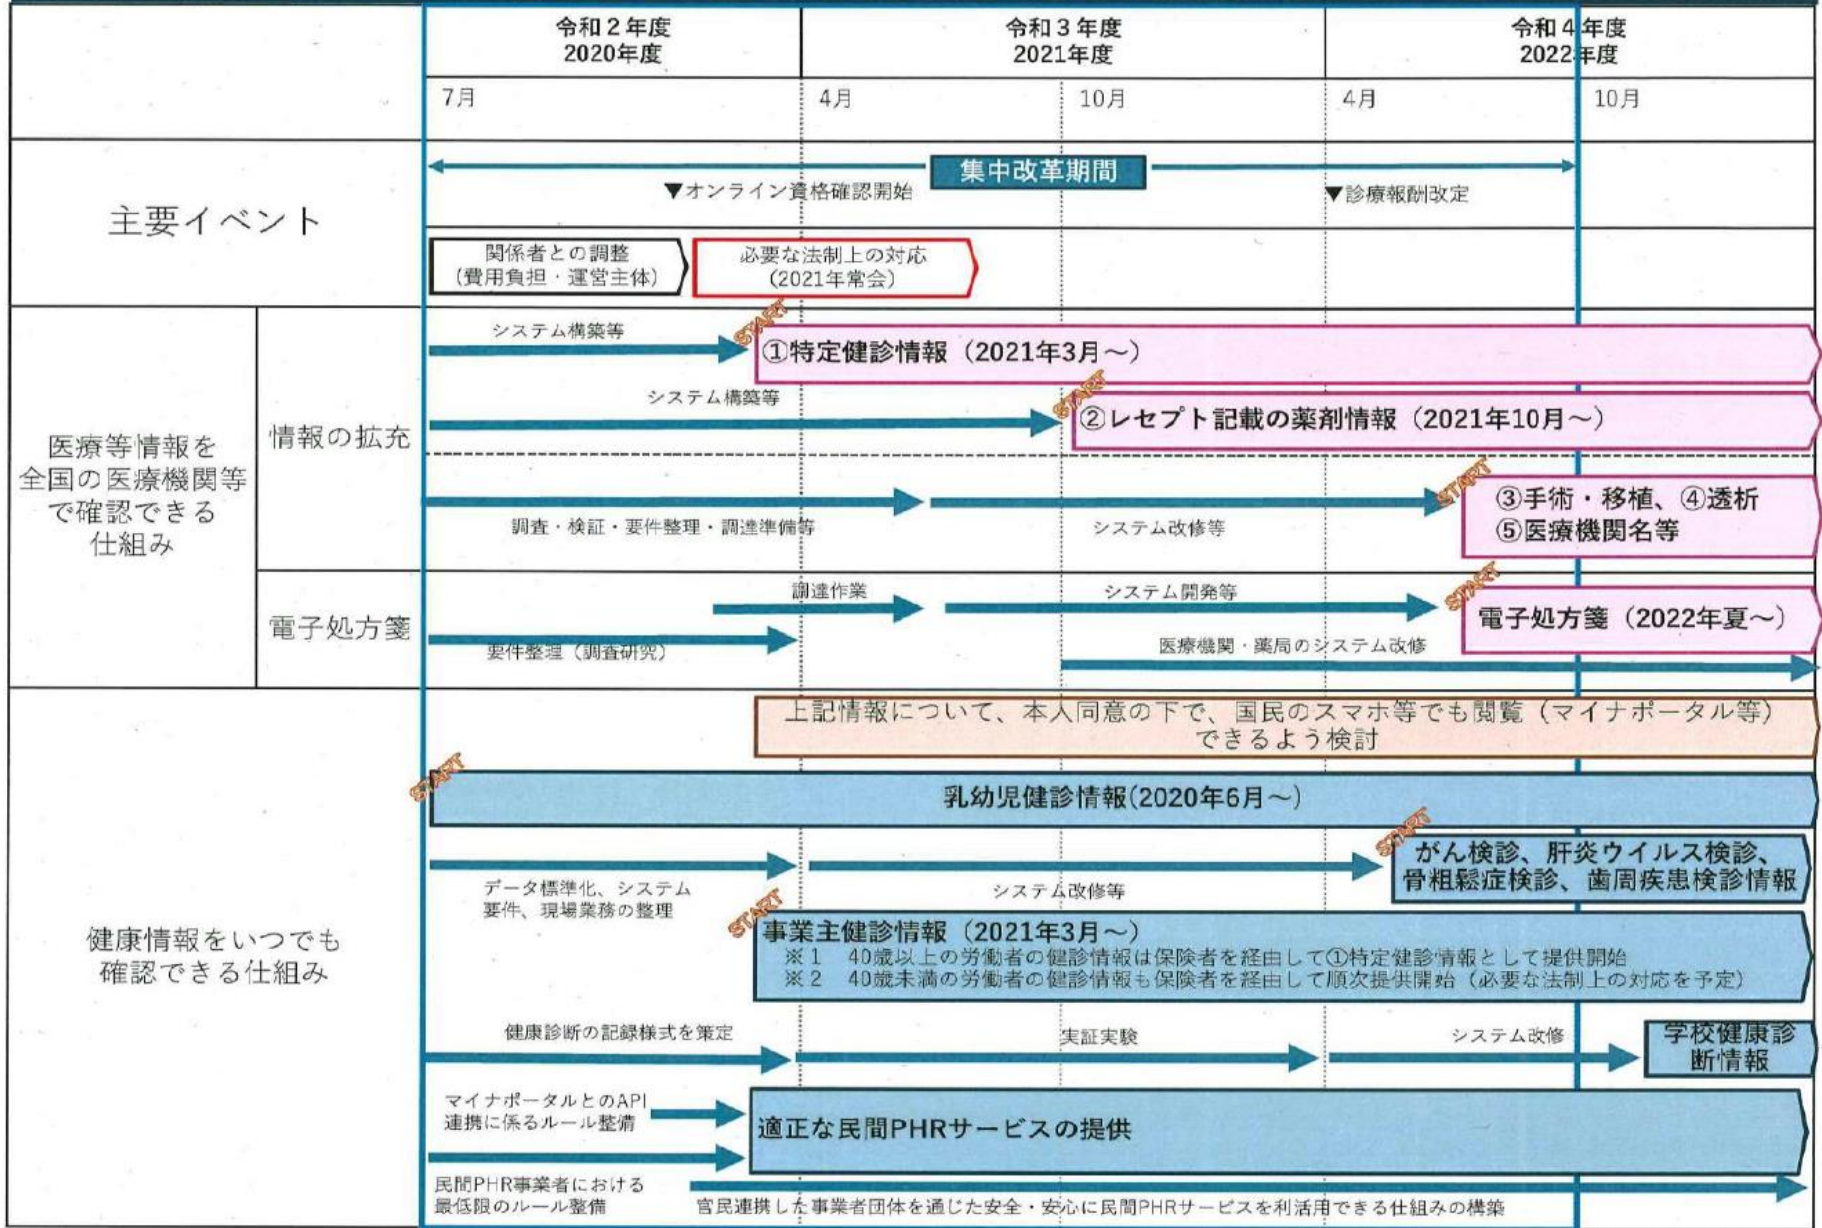 令和２年度
2020年度
令和３年度
2021年度
令和４年度
2022年度
7月
4月
10月
4月
10月
主要イベント
集中改革期間
▼オンライン資格確認開始
▼診療報酬改定
関係者との調整
（費用負担・運営主体）
必要な法制上の対応
（2021年常会）
医療等情報を
全国の医療機関等
で確認できる
仕組み
情報の拡充
システム構築等
START
①特定健診情報（2021年3月～）
システム構築等
START
②レセプト記載の薬剤情報（2021年10月～）
調査・検証・要件整理・調達準備等
システム改修等
START
③手術・移植、④透析
⑤医療機関名等
電子処方箋
調達作業
要件整理（調査研究）
システム開発等
START
電子処方箋（2022年夏～）
医療機関・薬局のシステム改修
健康情報をいつでも
確認できる仕組み
上記情報について、本人同意の下で、国民のスマホ等でも閲覧（マイナポータル等）
できるよう検討
START
乳幼児健診情報(2020年6月～)
データ標準化、システム
要件、現場業務の整理
システム改修等
START
がん検診、肝炎ウイルス検診、
骨粗鬆症検診、歯周疾患検診情報
START
事業主健診情報（2021年3月～）
※１　40歳以上の労働者の健診情報は保険者を経由して①特定健診情報として提供開始
※２　40歳未満の労働者の健診情報も保険者を経由して順次提供開始（必要な法制上の対応を予定）
健康診断の記録様式を策定
実証実験
システム改修
学校健康診
断情報
マイナポータルとのAPI
連携に係るルール整備
適正な民間PHRサービスの提供
民間PHR事業者における
最低限のルール整備
官民連携した事業者団体を通じた安全・安心に民間PHRサービスを利活用できる仕組みの構築